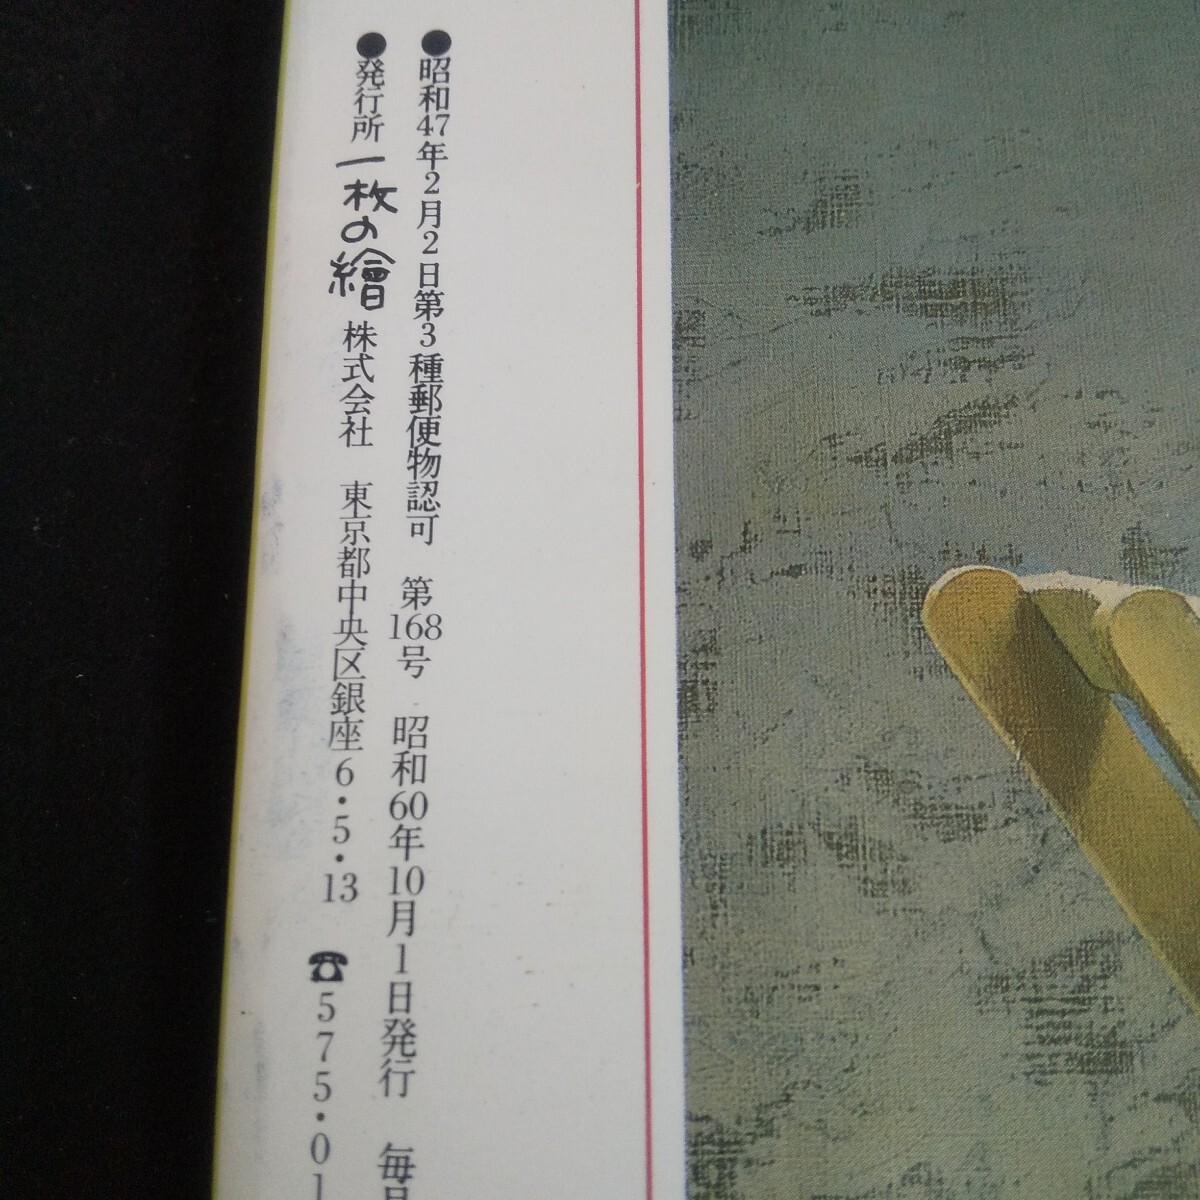 ●昭和47年2月2日第3種郵便物認可　第168号　昭和60年10月1日発行　毎月
●発行所 一枚の繪 株式会社　東京都中央区銀座6・5・13　☎575・01